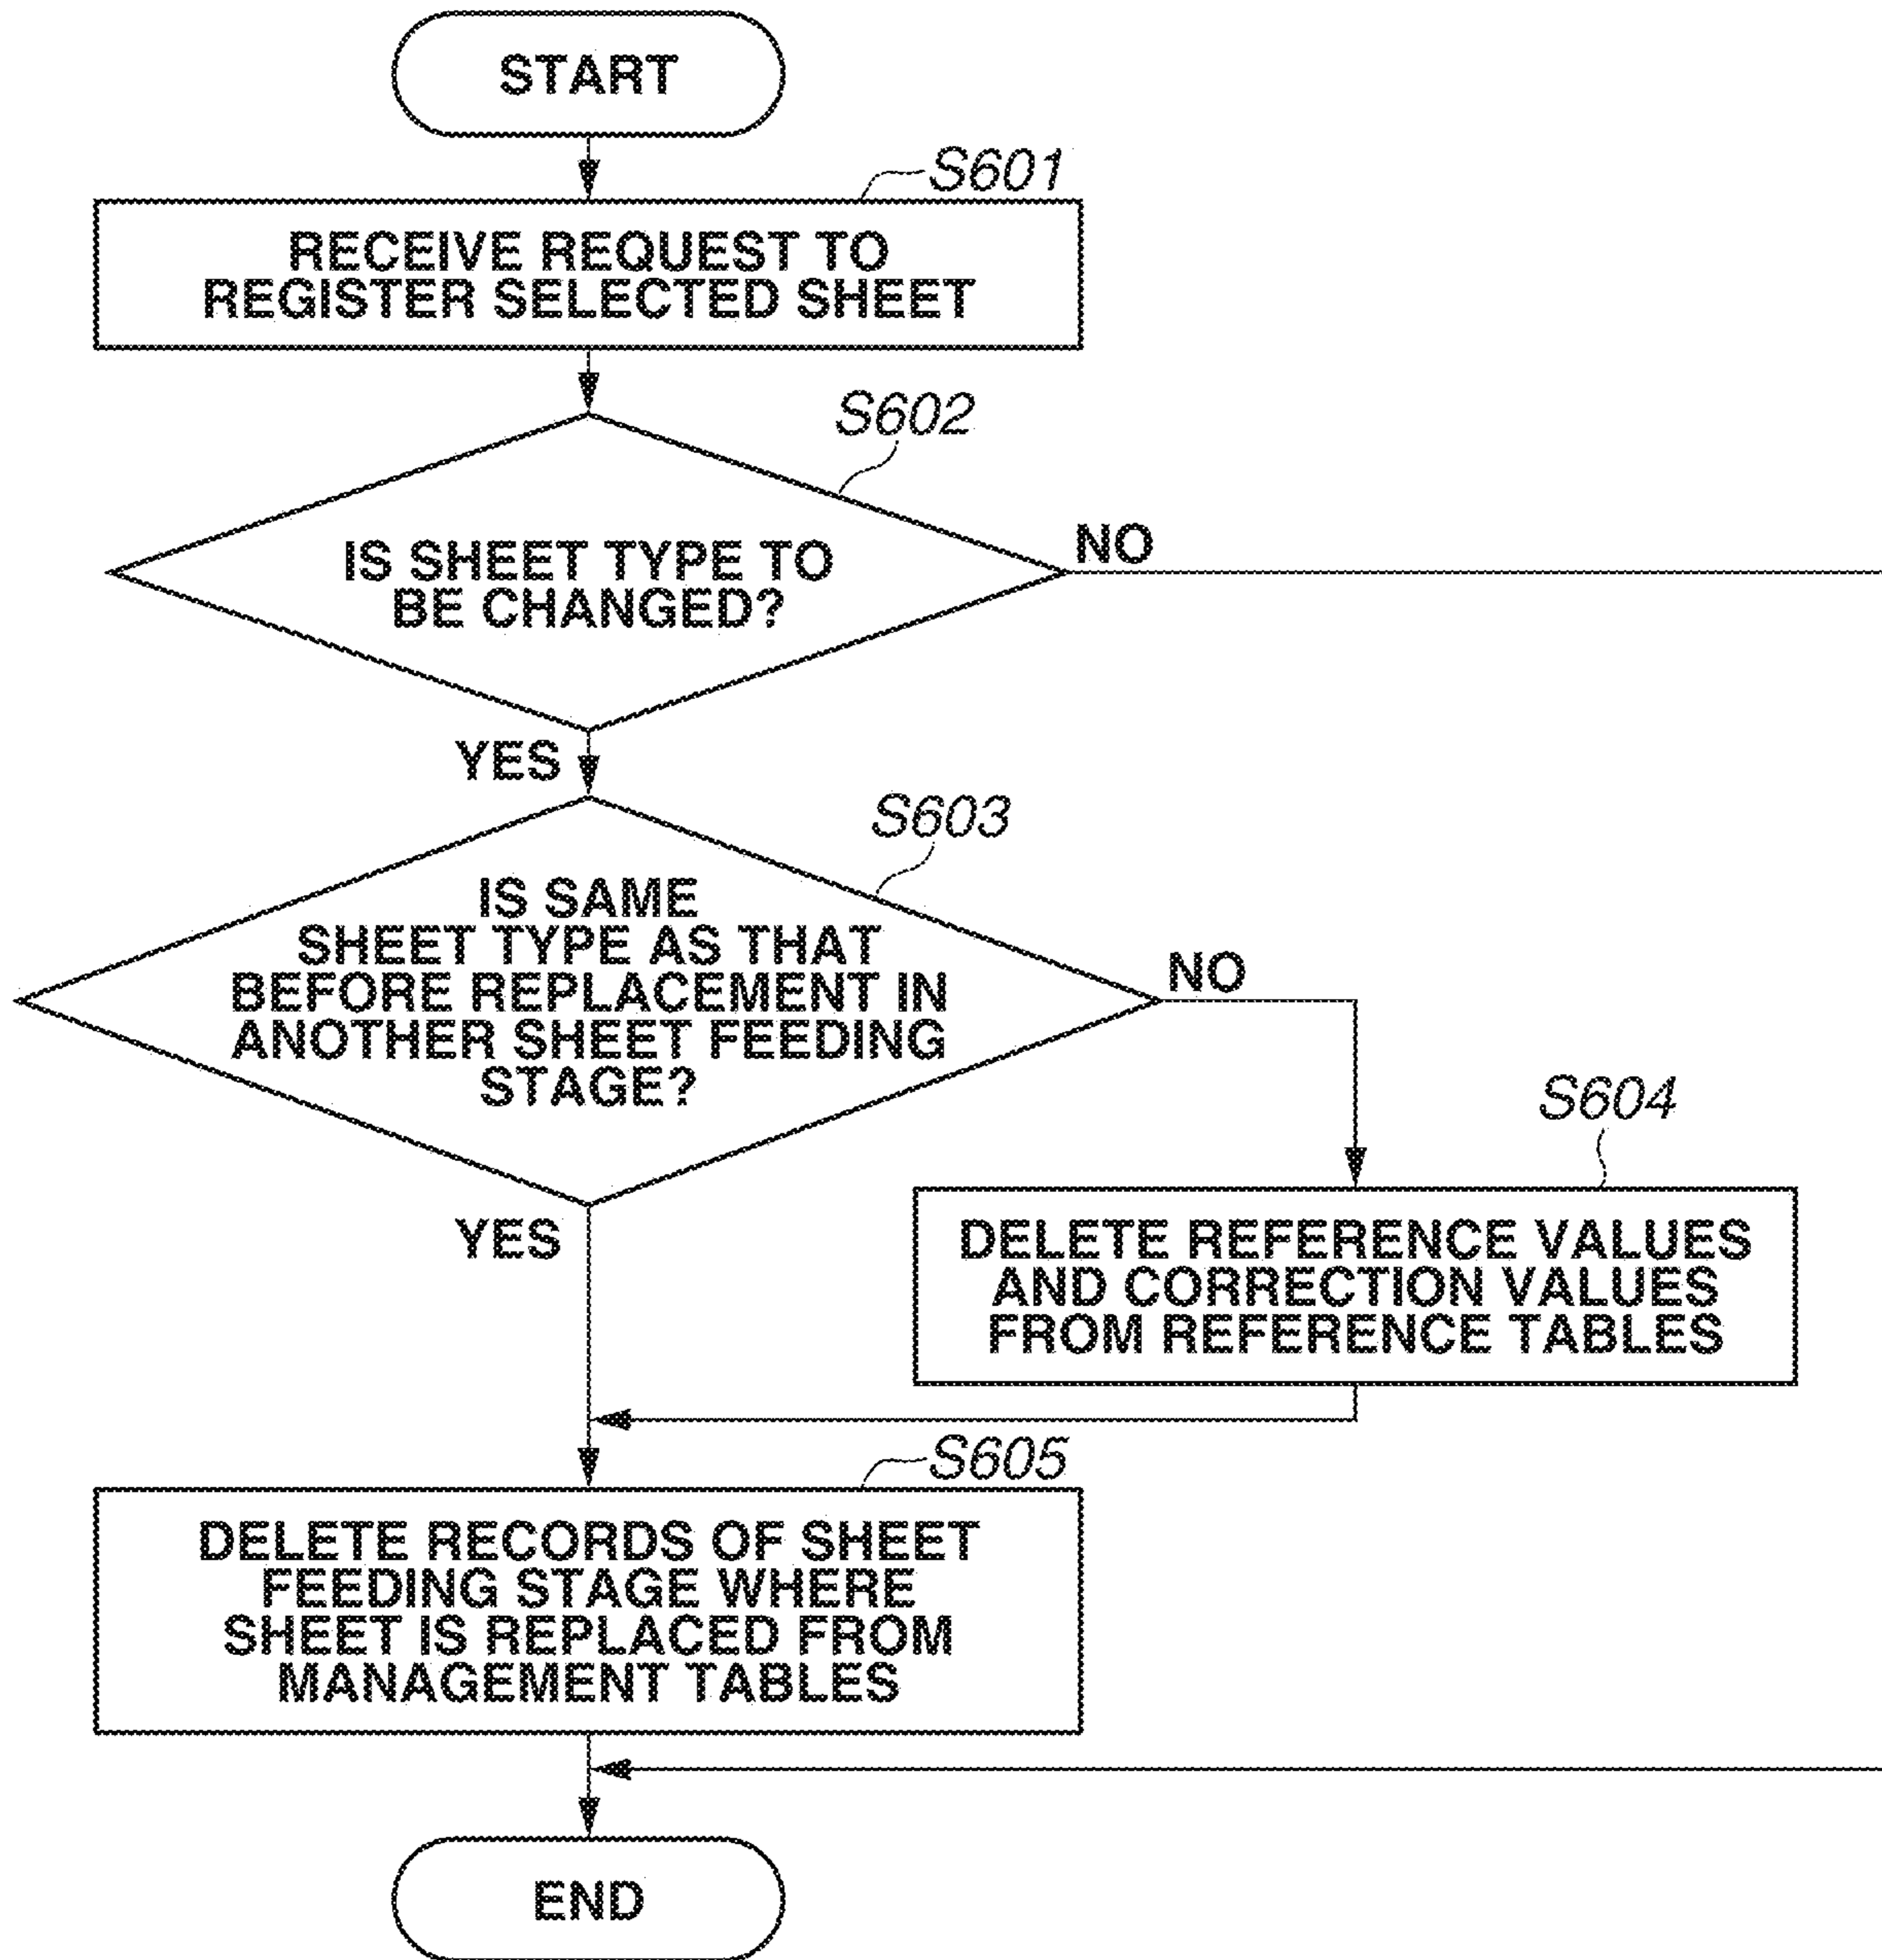 START
S601
RECEIVE REQUEST TO
REGISTER SELECTED SHEET
S602
IS SHEET TYPE TO
BE CHANGED?
NO
YES
S603
IS SAME
SHEET TYPE AS THAT
BEFORE REPLACEMENT IN
ANOTHER SHEET FEEDING
STAGE?
NO
YES
S604
DELETE REFERENCE VALUES
AND CORRECTION VALUES
FROM REFERENCE TABLES
S605
DELETE RECORDS OF SHEET
FEEDING STAGE WHERE
SHEET IS REPLACED FROM
MANAGEMENT TABLES
END